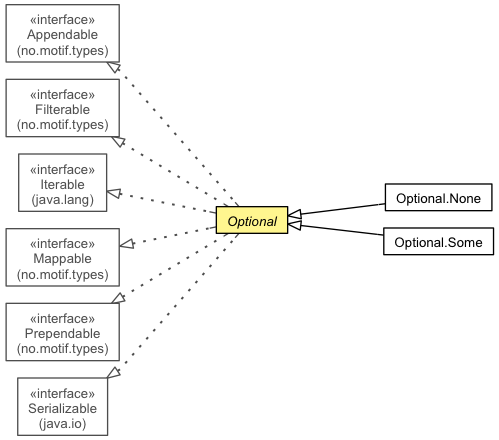 «interface»
Appendable
(no.motif.types)
«interface»
Filterable
(no.motif.types)
«interface»
Iterable
(java.lang)
«interface»
Mappable
(no.motif.types)
«interface»
Prependable
(no.motif.types)
«interface»
Serializable
(java.io)
Optional
Optional.None
Optional.Some